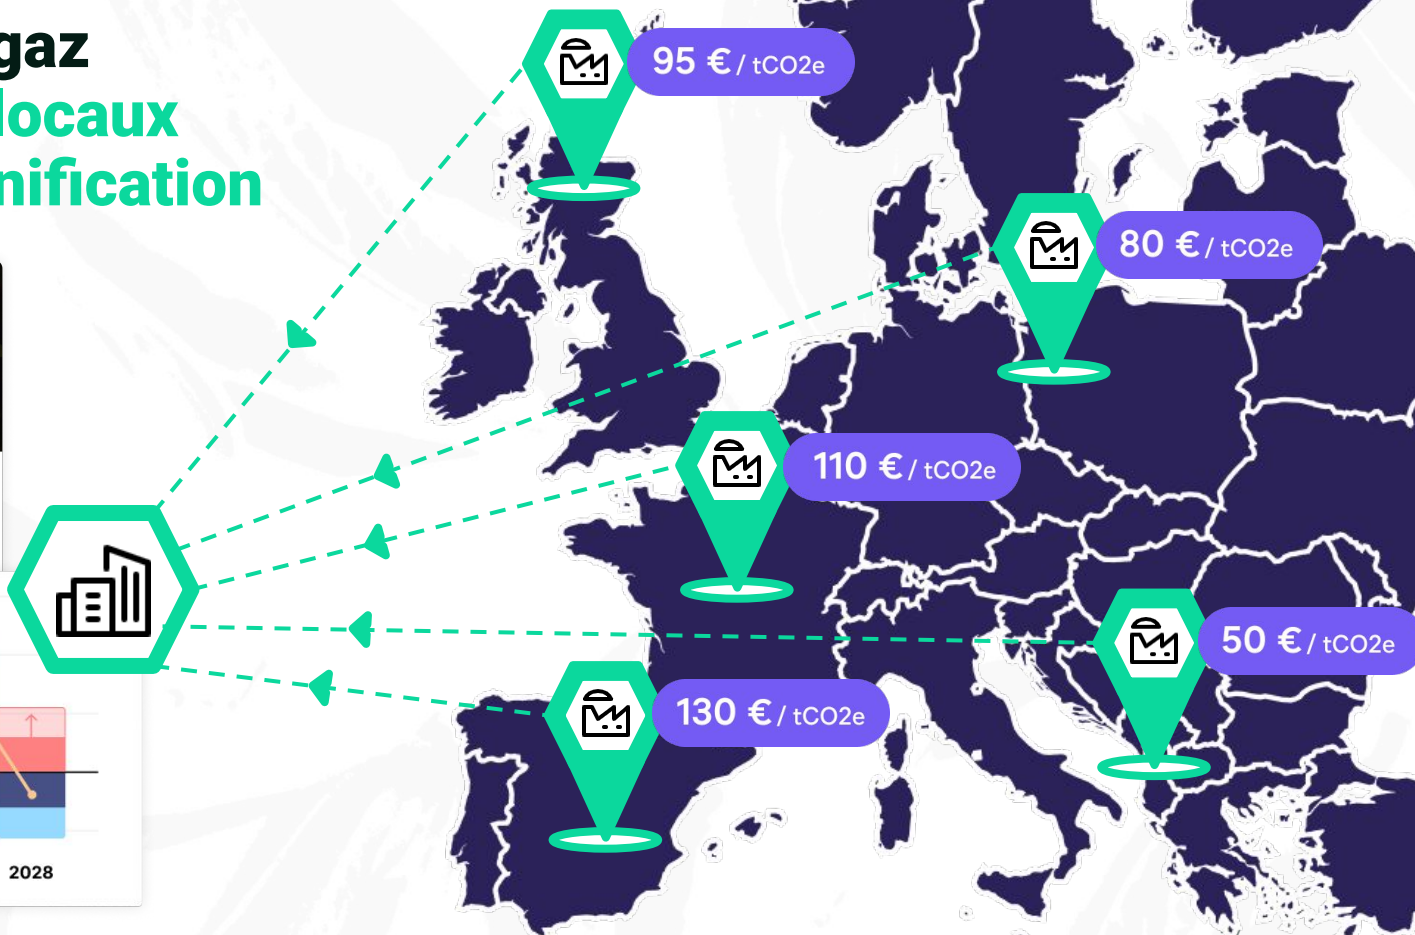 gaz
locaux
nification
95 € / tCO2e
80 € / tCO2e
110 € / tCO2e
50 € / tCO2e
130 € / tCO2e
2028